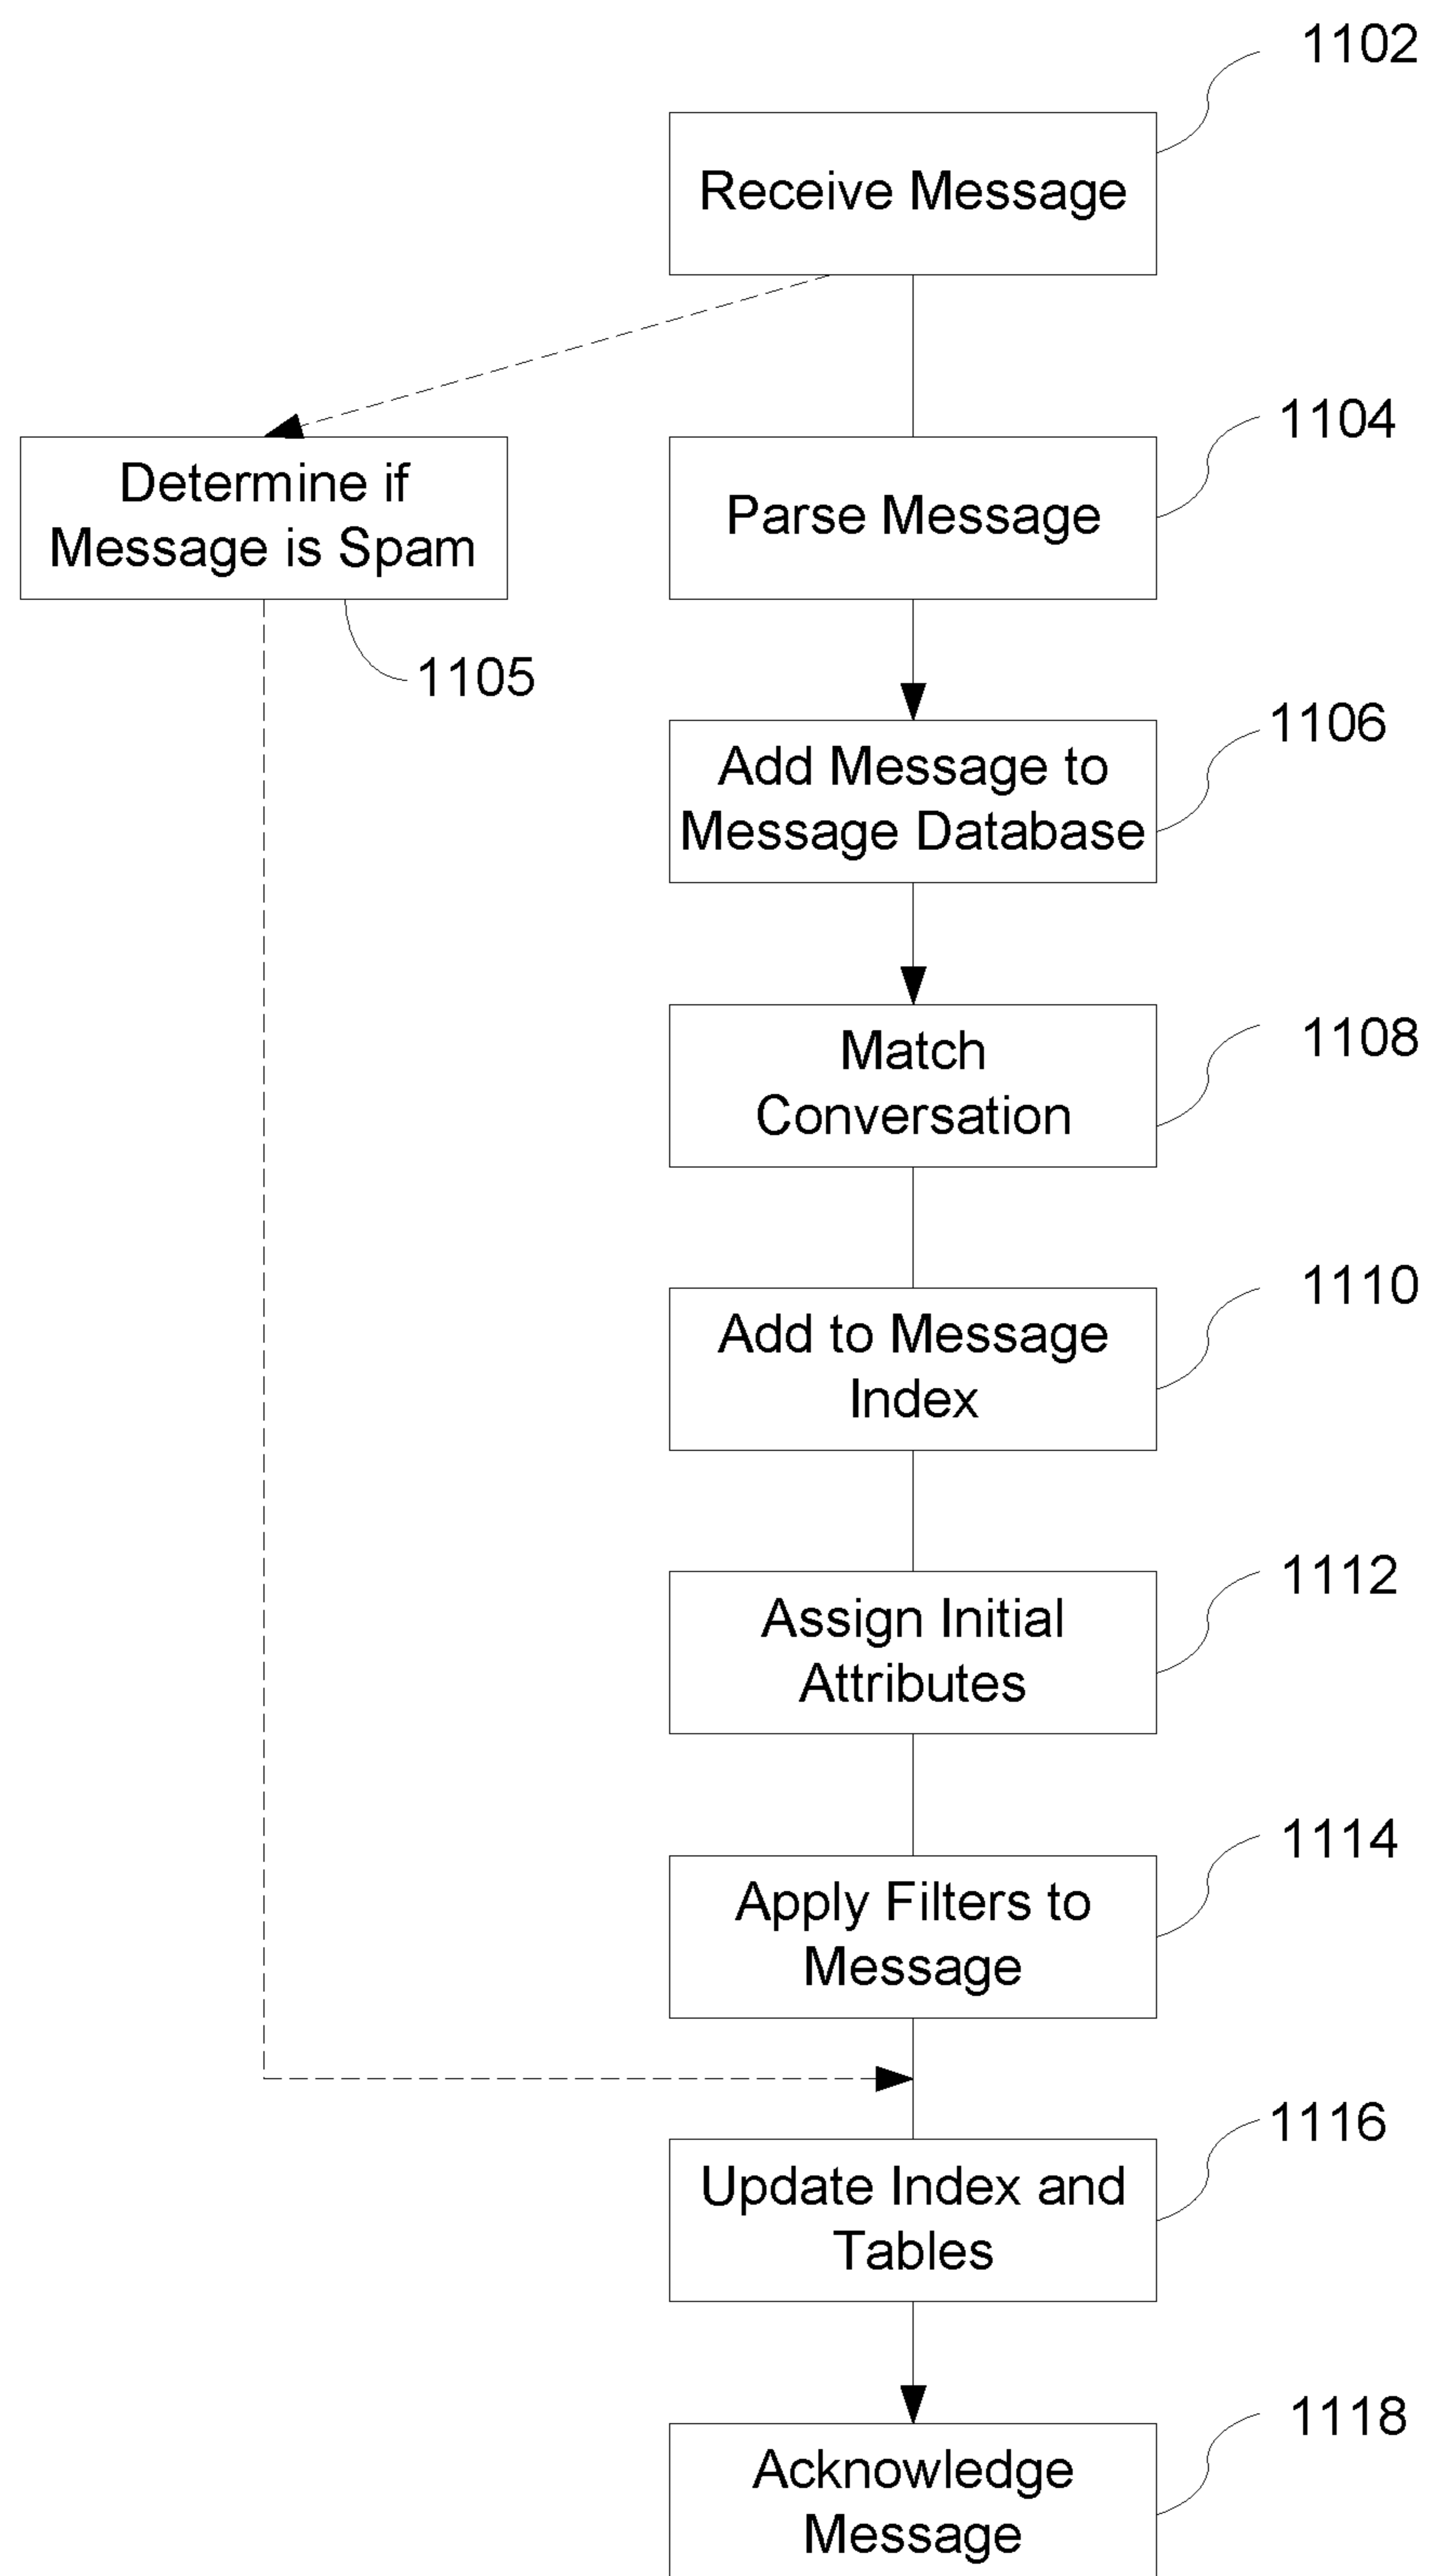 1102
Receive Message
1104
Determine if
Message is Spam
Parse Message
1105
1106
Add Message to
Message Database
1108
Match
Conversation
1110
Add to Message
Index
1112
Assign Initial
Attributes
1114
Apply Filters to
Message
1116
Update Index and
Tables
1118
Acknowledge
Message